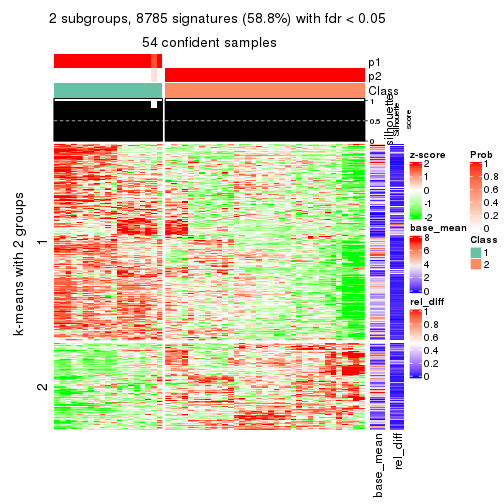 2 subgroups, 8785 signatures (58.8%) with fdr < 0.05
54 confident samples
p1
p2
Class
1
0.5
0
silhouette
Silhouette
score
k-means with 2 groups
1
2
base_mean
rel_diff
z-score
2
1
0
-1
-2
base_mean
8
6
4
2
0
rel_diff
1
0.8
0.6
0.4
0.2
0
Prob
1
0.8
0.6
0.4
0.2
0
Class
1
2